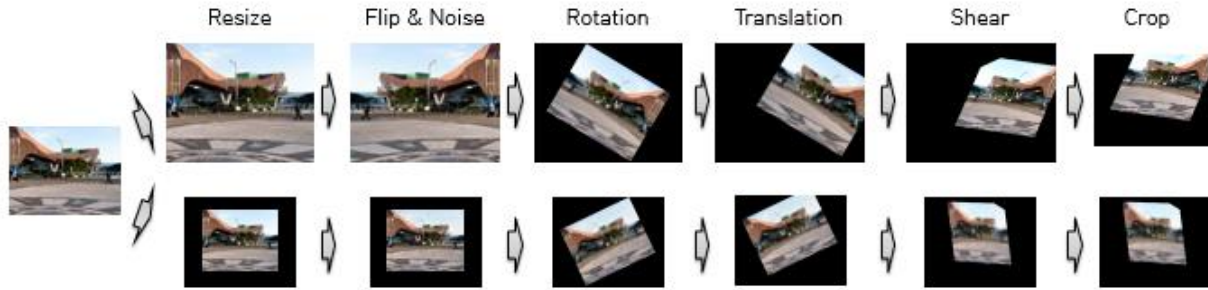 Resize
Flip & Noise
Rotation
Translation
Shear
Crop